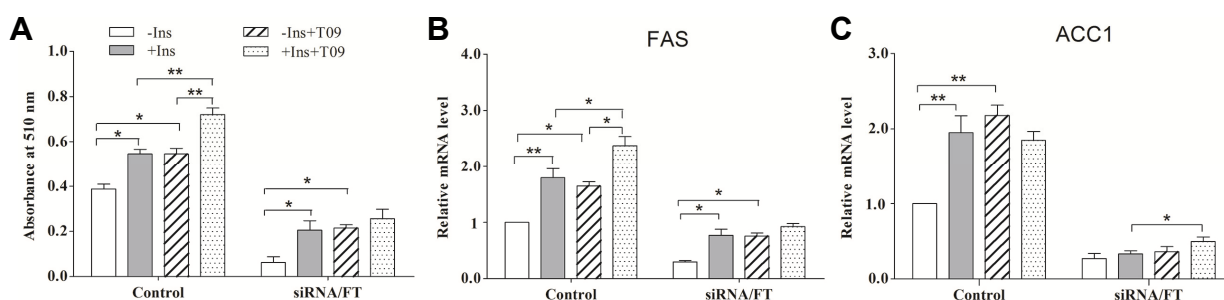 A
-Ins
+Ins
-Ins+T09
+Ins+T09
Absorbance at 510 nm
1.0
0.8
0.6
0.4
0.2
0.0
**
**
*
*
*
*
Control
siRNA/FT
B
FAS
Relative mRNA level
4.0
3.0
2.0
1
0.0
*
*
*
**
*
*
Control
siRNA/FT
C
ACC1
Relative mRNA level
3.0
2.0
1.0
0.0
**
**
*
Control
siRNA/FT